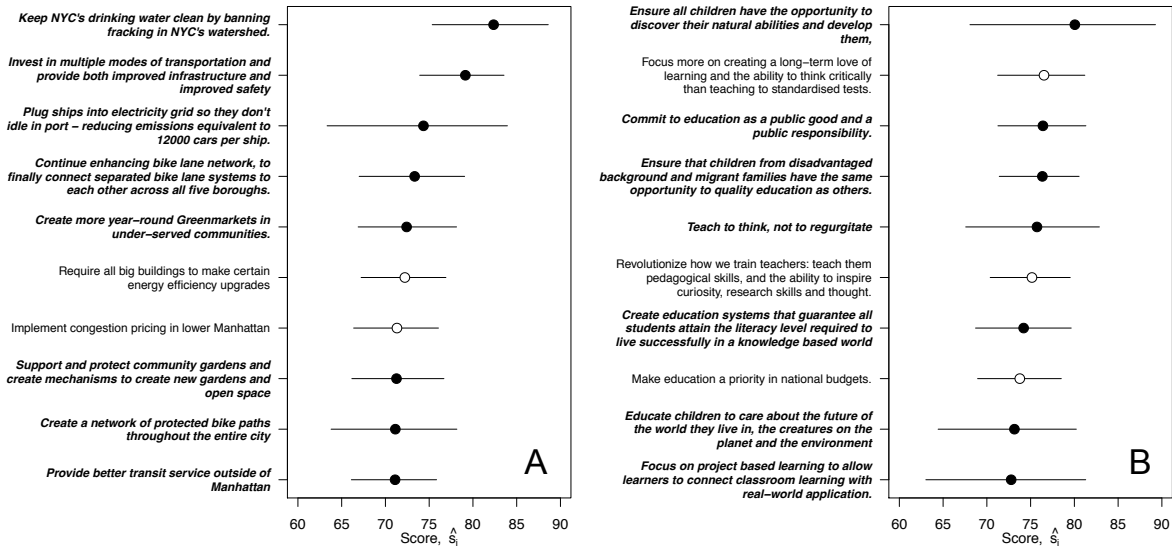 Keep NYC's drinking water clean by banning
fracking in NYC's watershed.
Invest in multiple modes of transportation and
provide both improved infrastructure and
improved safety
Plug ships into electricity grid so they don't
idle in port – reducing emissions equivalent to
12000 cars per ship.
Continue enhancing bike lane network, to
finally connect separated bike lane systems to
each other across all five boroughs.
Create more year–round Greenmarkets in
under–served communities.
Require all big buildings to make certain
energy efficiency upgrades
Implement congestion pricing in lower Manhattan
Support and protect community gardens and
create mechanisms to create new gardens and
open space
Create a network of protected bike paths
throughout the entire city
Provide better transit service outside of
Manhattan
A
60 65 70 75 80 85 90
Score, ŝi
Ensure all children have the opportunity to
discover their natural abilities and develop
them,
Focus more on creating a long–term love of
learning and the ability to think critically
than teaching to standardised tests.
Commit to education as a public good and a
public responsibility.
Ensure that children from disadvantaged
background and migrant families have the same
opportunity to quality education as others.
Teach to think, not to regurgitate
Revolutionize how we train teachers: teach them
pedagogical skills, and the ability to inspire
curiosity, research skills and thought.
Create education systems that guarantee all
students attain the literacy level required to
live successfully in a knowledge based world
Make education a priority in national budgets.
Educate children to care about the future of
the world they live in, the creatures on the
planet and the environment
Focus on project based learning to allow
learners to connect classroom learning with
real–world application.
B
60 65 70 75 80 85 90
Score, ŝi